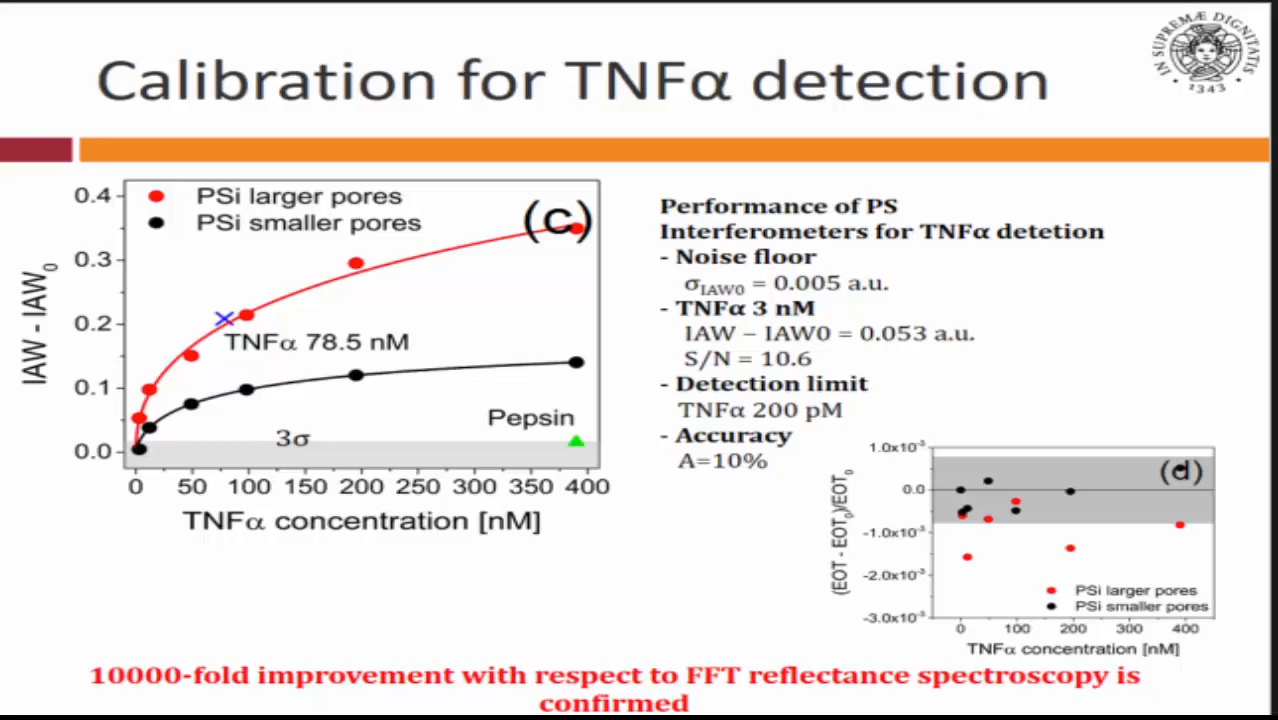 Calibration for TNFα detection
IN SUPREMÆ DIGNITATIS
· 1343 ·
0.4
0.3
0.2
0.1
0.0
IAW - IAW0
PSi larger pores
PSi smaller pores
(c)
TNFα 78.5 nM
Pepsin
3σ
0 50 100 150 200 250 300 350 400
TNFα concentration [nM]
Performance of PS
Interferometers for TNFα detetion
- Noise floor
σIAW0 = 0.005 a.u.
- TNFα 3 nM
IAW – IAW0 = 0.053 a.u.
S/N = 10.6
- Detection limit
TNFα 200 pM
- Accuracy
A=10%
1.0x10-3
0.0
-1.0x10-3
-2.0x10-3
-3.0x10-3
(EOT - EOT0)/EOT0
(d)
PSi larger pores
PSi smaller pores
0 100 200 300 400
TNFα concentration [nM]
10000-fold improvement with respect to FFT reflectance spectroscopy is
confirmed